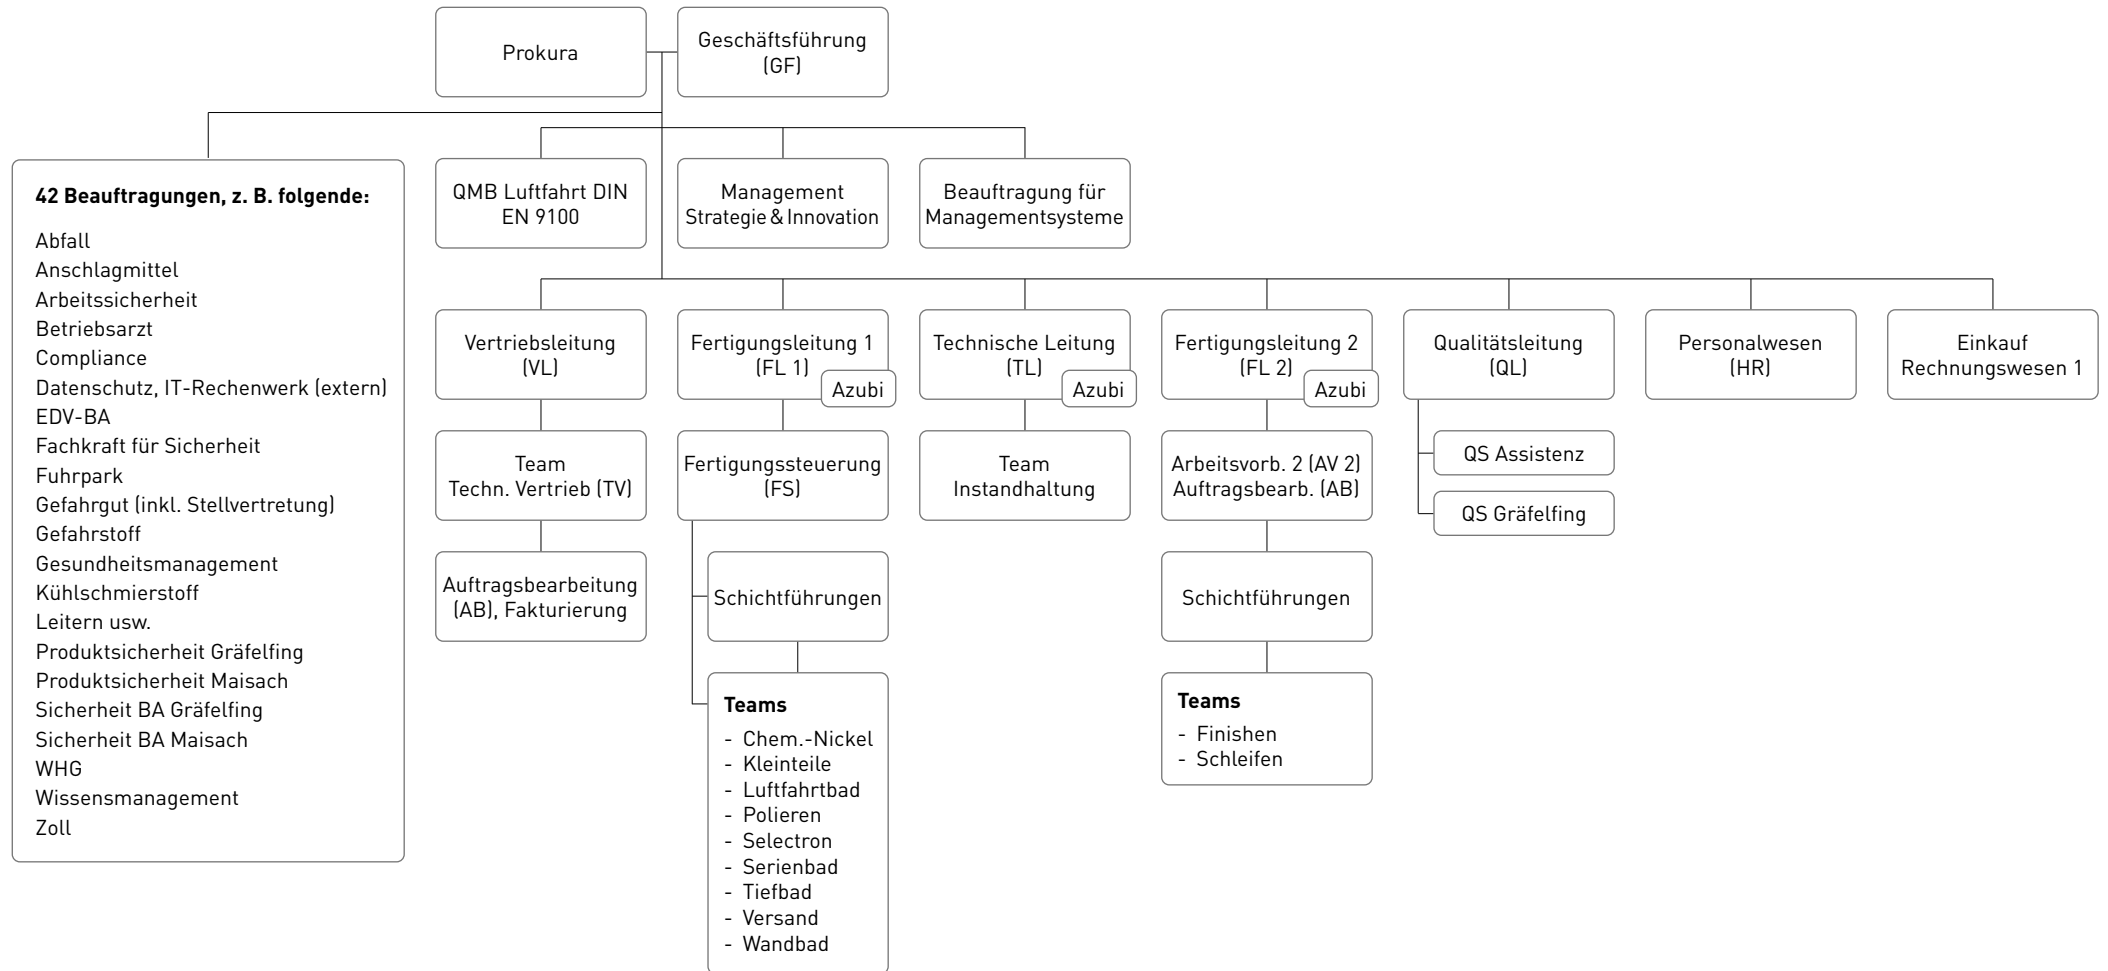 Prokura
Geschäftsführung
(GF)
42 Beauftragungen, z. B. folgende:
Abfall
Anschlagmittel
Arbeitssicherheit
Betriebsarzt
Compliance
Datenschutz, IT-Rechenwerk (extern)
EDV-BA
Fachkraft für Sicherheit
Fuhrpark
Gefahrgut (inkl. Stellvertretung)
Gefahrstoff
Gesundheitsmanagement
Kühlschmierstoff
Leitern usw.
Produktsicherheit Gräfelfing
Produktsicherheit Maisach
Sicherheit BA Gräfelfing
Sicherheit BA Maisach
WHG
Wissensmanagement
Zoll
QMB Luftfahrt DIN
EN 9100
Management
Strategie & Innovation
Beauftragung für
Managementsysteme
Vertriebsleitung
(VL)
Team
Techn. Vertrieb (TV)
Auftragsbearbeitung
(AB), Fakturierung
Fertigungsleitung 1
(FL 1)
Azubi
Fertigungssteuerung
(FS)
Schichtführungen
Teams
- Chem.-Nickel
- Kleinteile
- Luftfahrtbad
- Polieren
- Selectron
- Serienbad
- Tiefbad
- Versand
- Wandbad
Technische Leitung
(TL)
Azubi
Team
Instandhaltung
Fertigungsleitung 2
(FL 2)
Azubi
Arbeitsvorb. 2 (AV 2)
Auftragsbearb. (AB)
Schichtführungen
Teams
- Finishen
- Schleifen
Qualitätsleitung
(QL)
QS Assistenz
QS Gräfelfing
Personalwesen
(HR)
Einkauf
Rechnungswesen 1